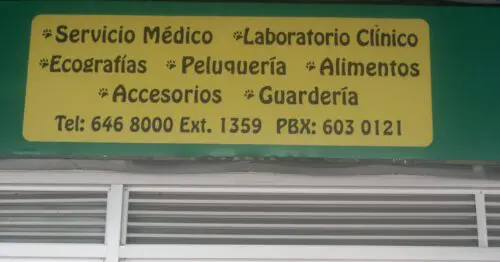 Servicio Médico Laboratorio Clínico
Ecografías Peluquería Alimentos
Accesorios Guardería
Tel: 646 8000 Ext. 1359 PBX: 603 0121